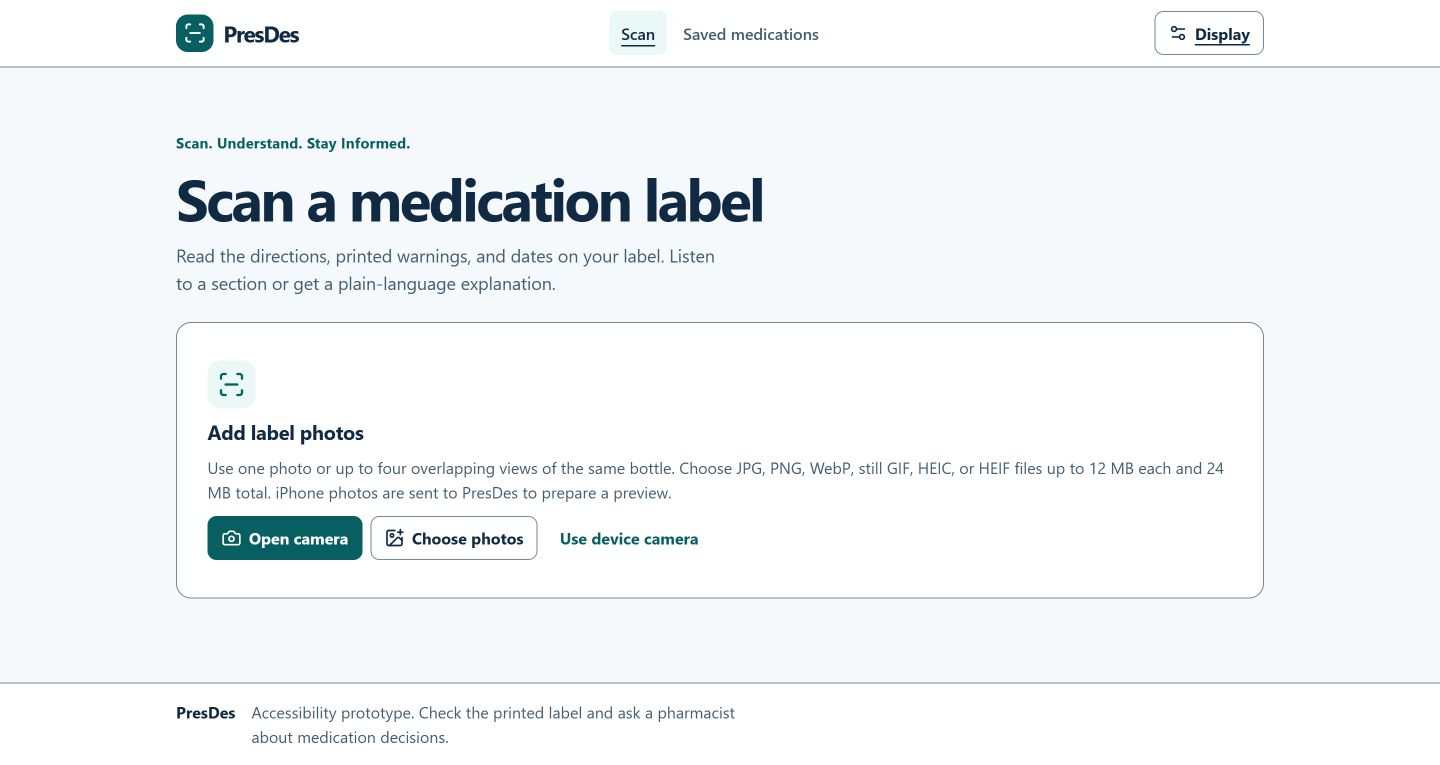 PresDes
Scan
Saved medications
Display
Scan. Understand. Stay Informed.
Scan a medication label
Read the directions, printed warnings, and dates on your label. Listen
to a section or get a plain-language explanation.
Add label photos
Use one photo or up to four overlapping views of the same bottle. Choose JPG, PNG, WebP, still GIF, HEIC, or HEIF files up to 12 MB each and 24
MB total. iPhone photos are sent to PresDes to prepare a preview.
Open camera
Choose photos
Use device camera
PresDes
Accessibility prototype. Check the printed label and ask a pharmacist
about medication decisions.